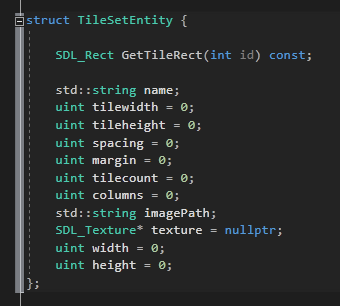 struct TileSetEntity {
SDL_Rect GetTileRect(int id) const;
std::string name;
uint tilewidth = 0;
uint tileheight = 0;
uint spacing = 0;
uint margin = 0;
uint tilecount = 0;
uint columns = 0;
std::string imagePath;
SDL_Texture* texture = nullptr;
uint width = 0;
uint height = 0;
};